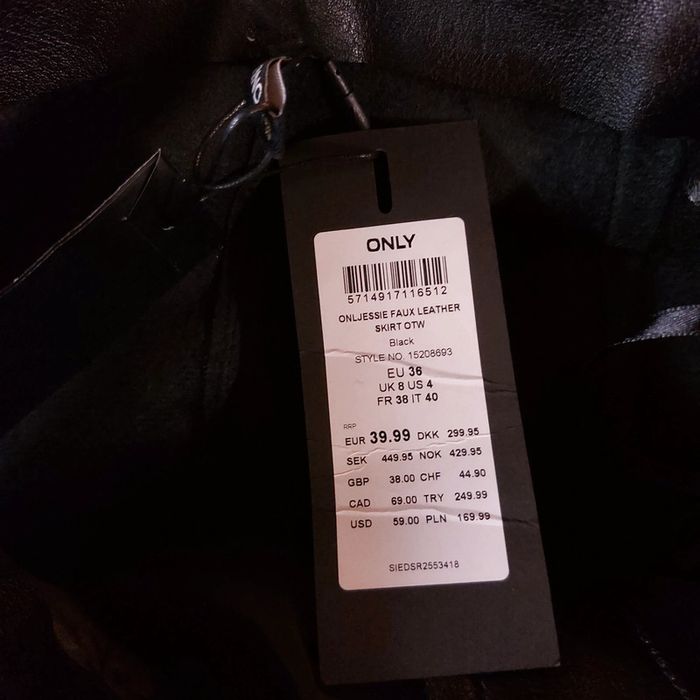 ONLY
5714917116512
ONLJESSIE FAUX LEATHER
SKIRT OTW
Black
STYLE NO. 15208693
EU 36
UK 8 US 4
FR 38 IT 40
RRP
EUR 39.99 DKK 299.95
SEK 449.95 NOK 429.95
GBP 38.00 CHF 44.90
CAD 69.00 TRY 249.99
USD 59.00 PLN 169.99
SIEDSR2553418